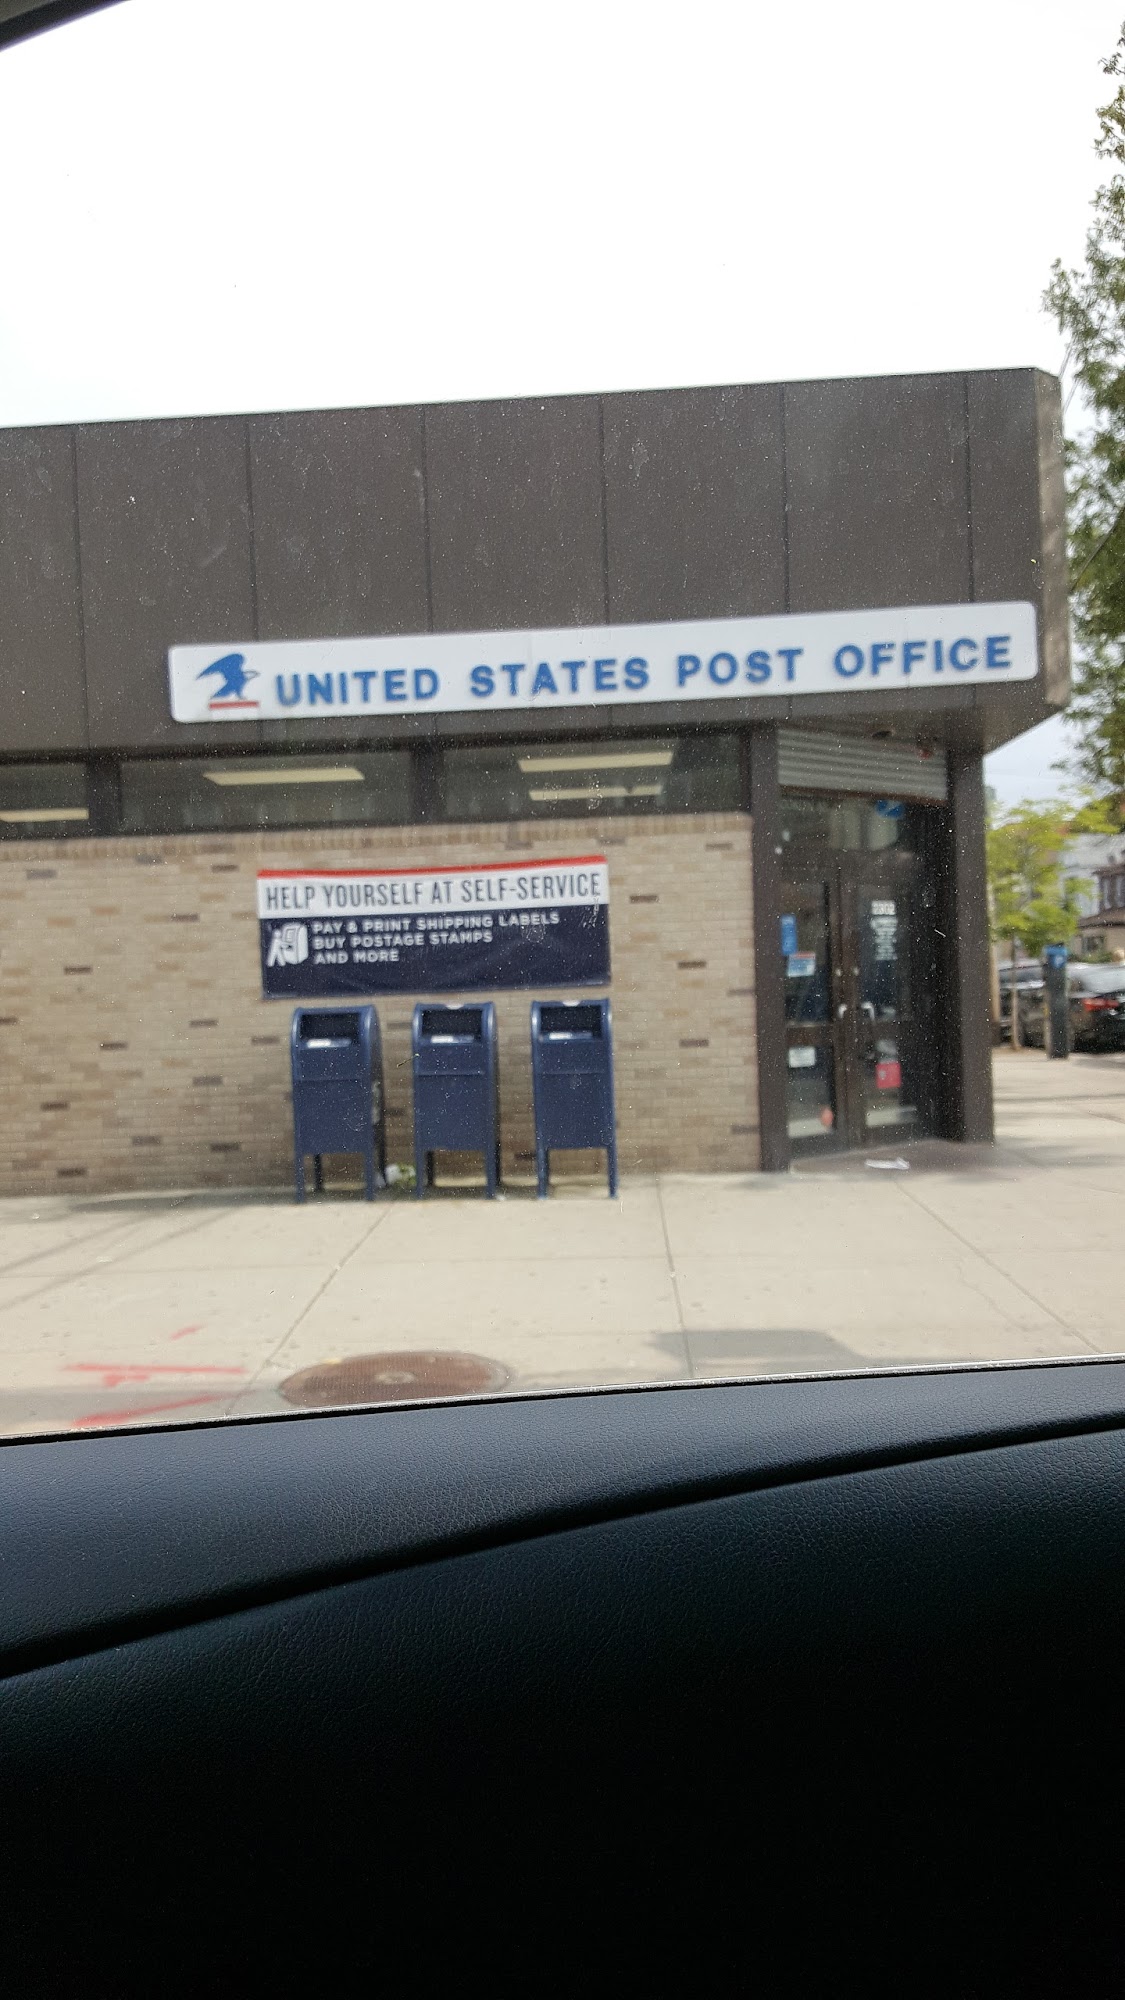 UNITED STATES POST OFFICE
HELP YOURSELF AT SELF-SERVICE
PAY & PRINT SHIPPING LABELS
BUY POSTAGE STAMPS
AND MORE